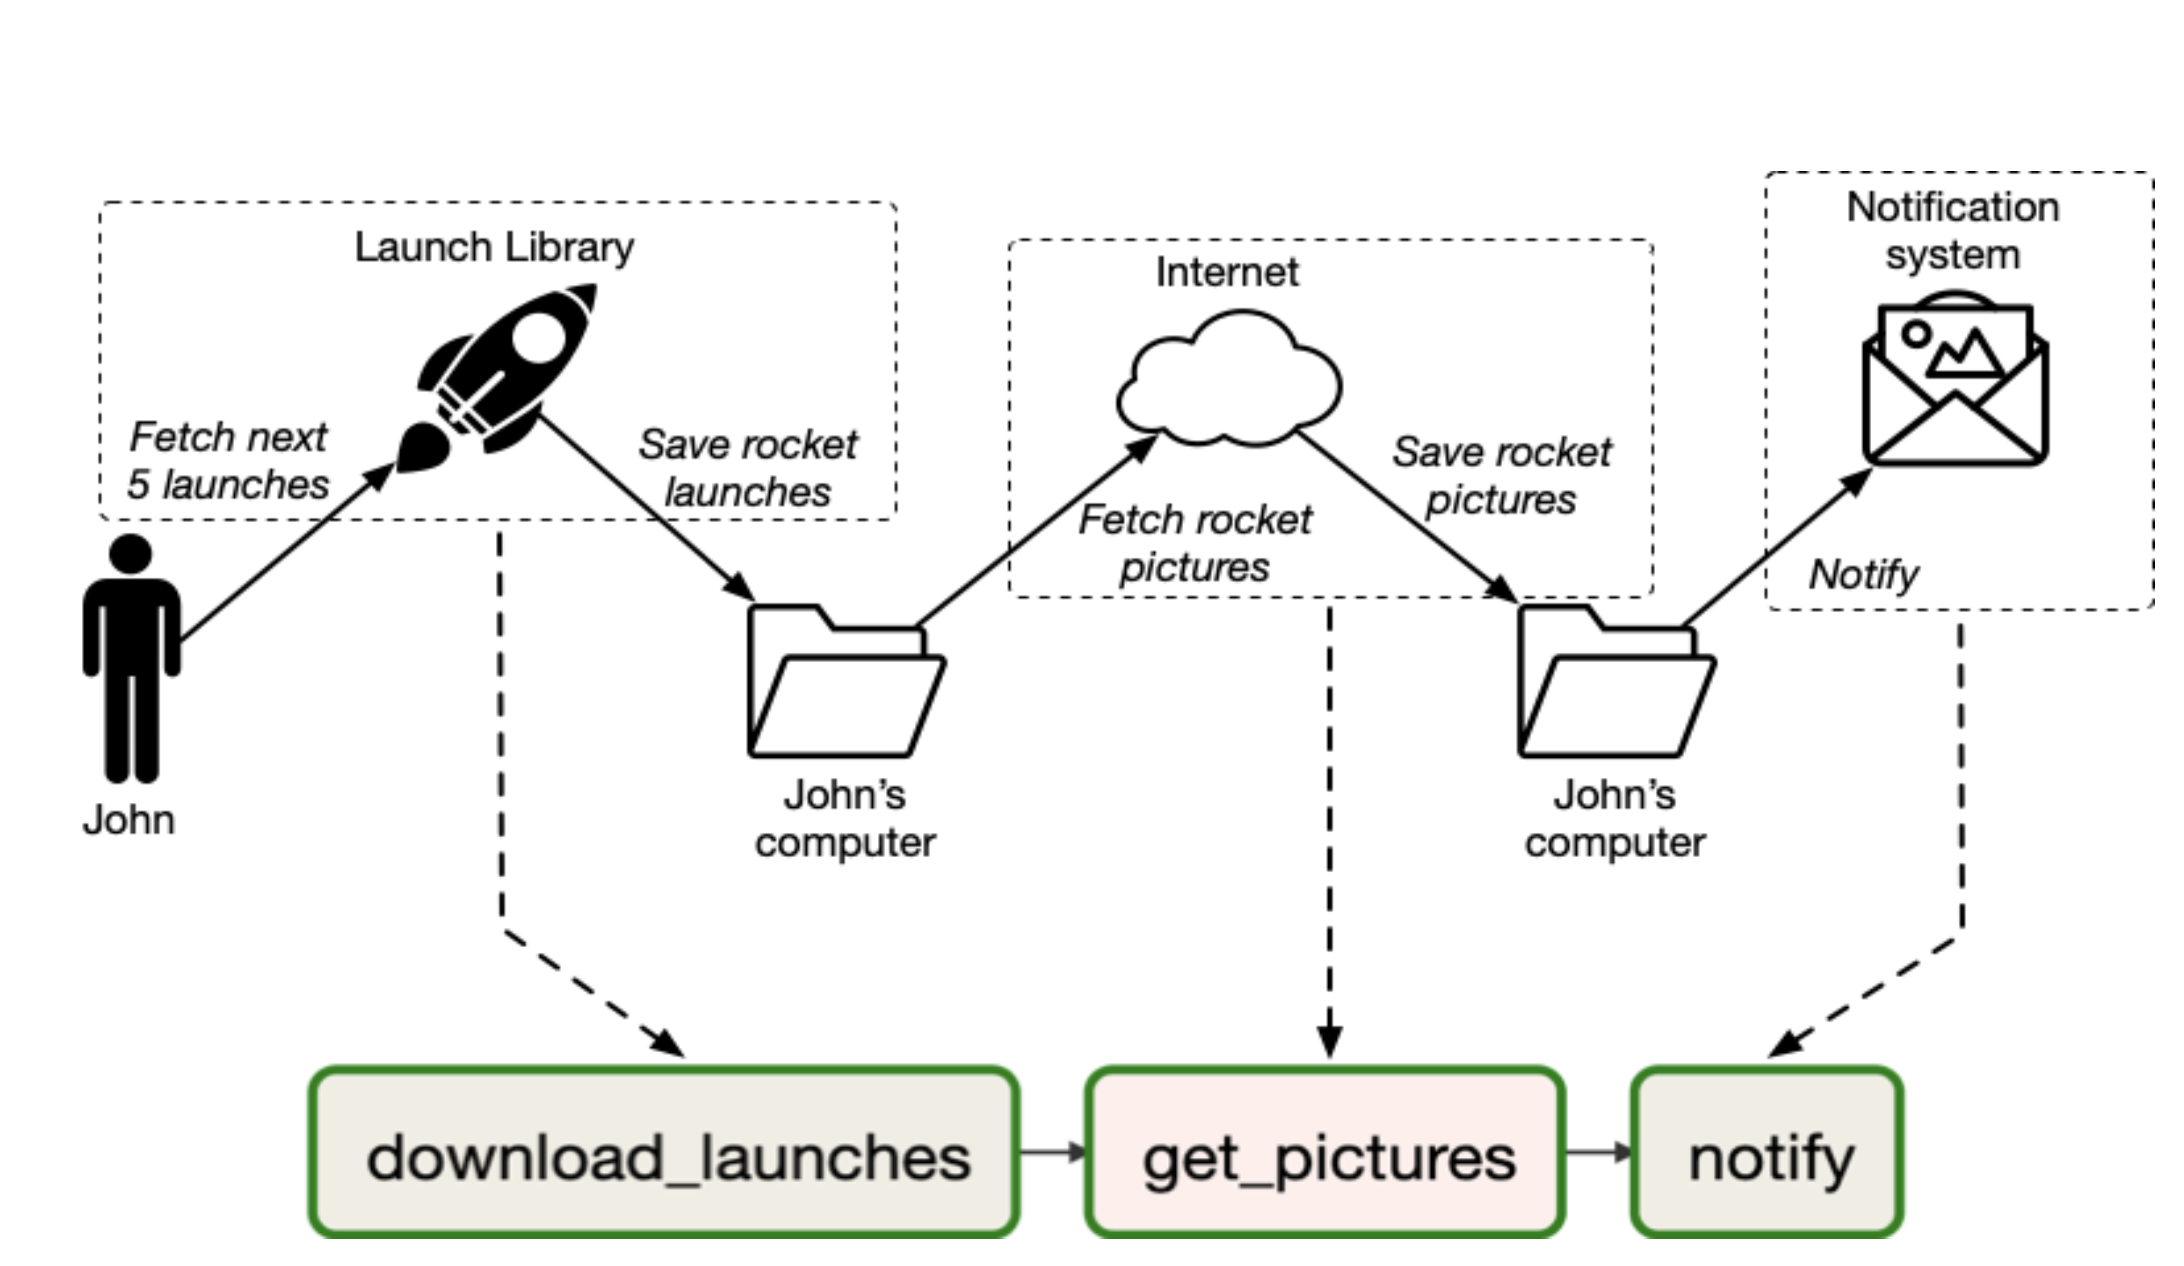 Launch Library
Fetch next
5 launches
Save rocket
launches
John
John’s
computer
Internet
Fetch rocket
pictures
Save rocket
pictures
John’s
computer
Notification
system
Notify
download_launches
get_pictures
notify